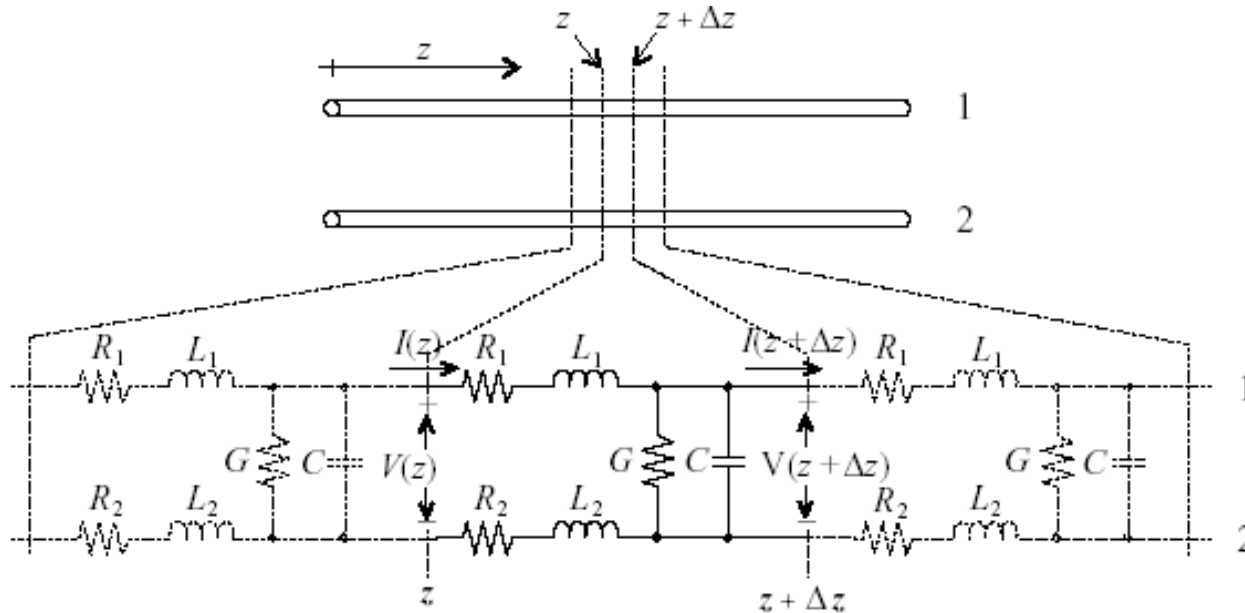 z z + Δz
z
1
2
I(z) I(z + Δz)
R₁ L₁ R₁ L₁ R₁ L₁
1
+ +
G C V(z) G C V(z + Δz) G C
R₂ L₂ R₂ L₂ R₂ L₂
− −
2
z z + Δz